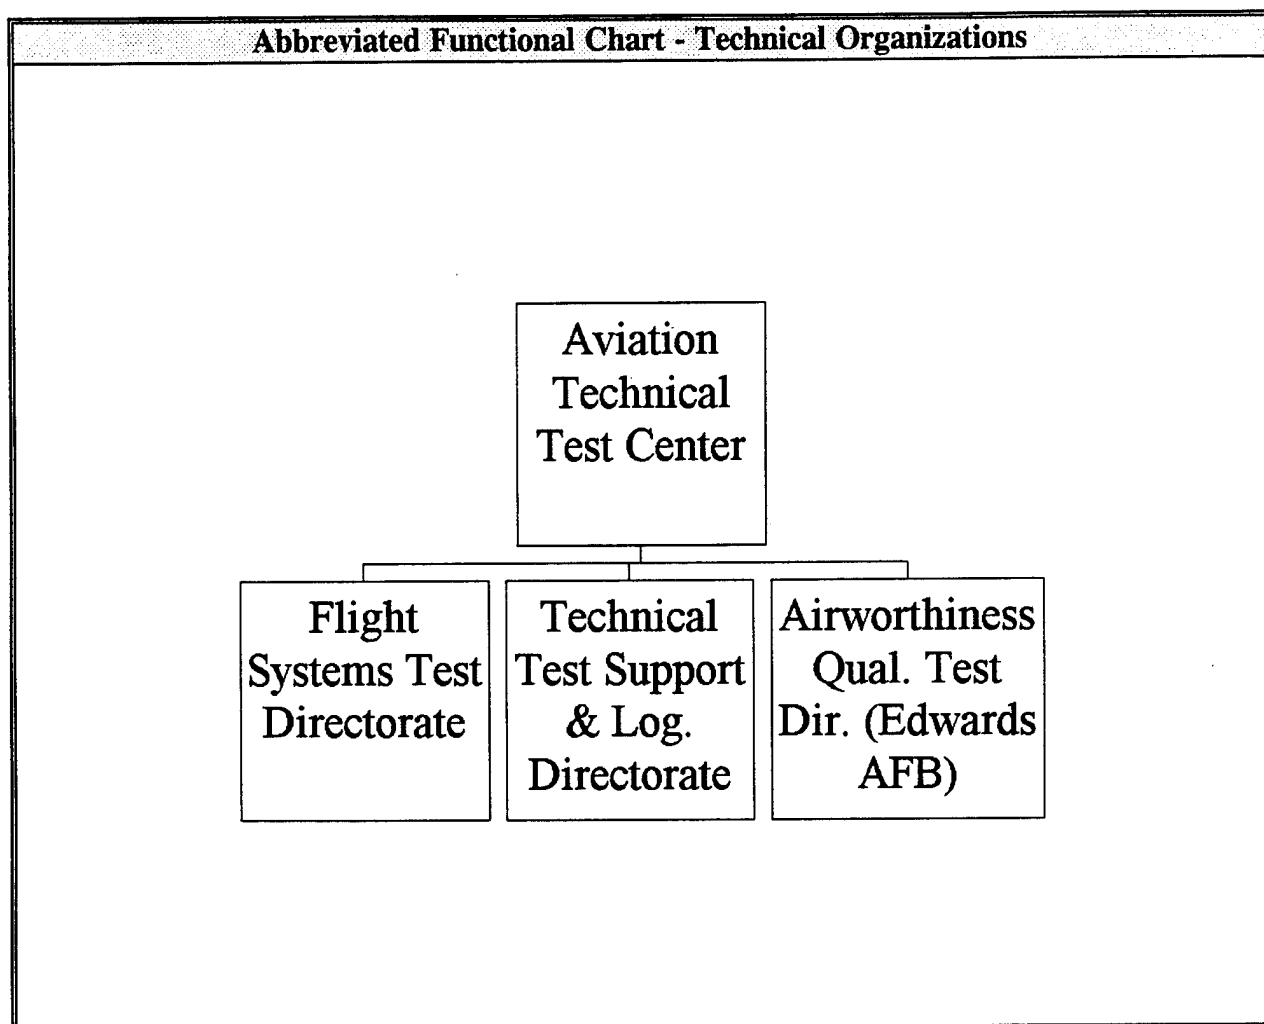 Abbreviated Functional Chart - Technical Organizations
Aviation
Technical
Test Center
Flight
Systems Test
Directorate
Technical
Test Support
& Log.
Directorate
Airworthiness
Qual. Test
Dir. (Edwards
AFB)